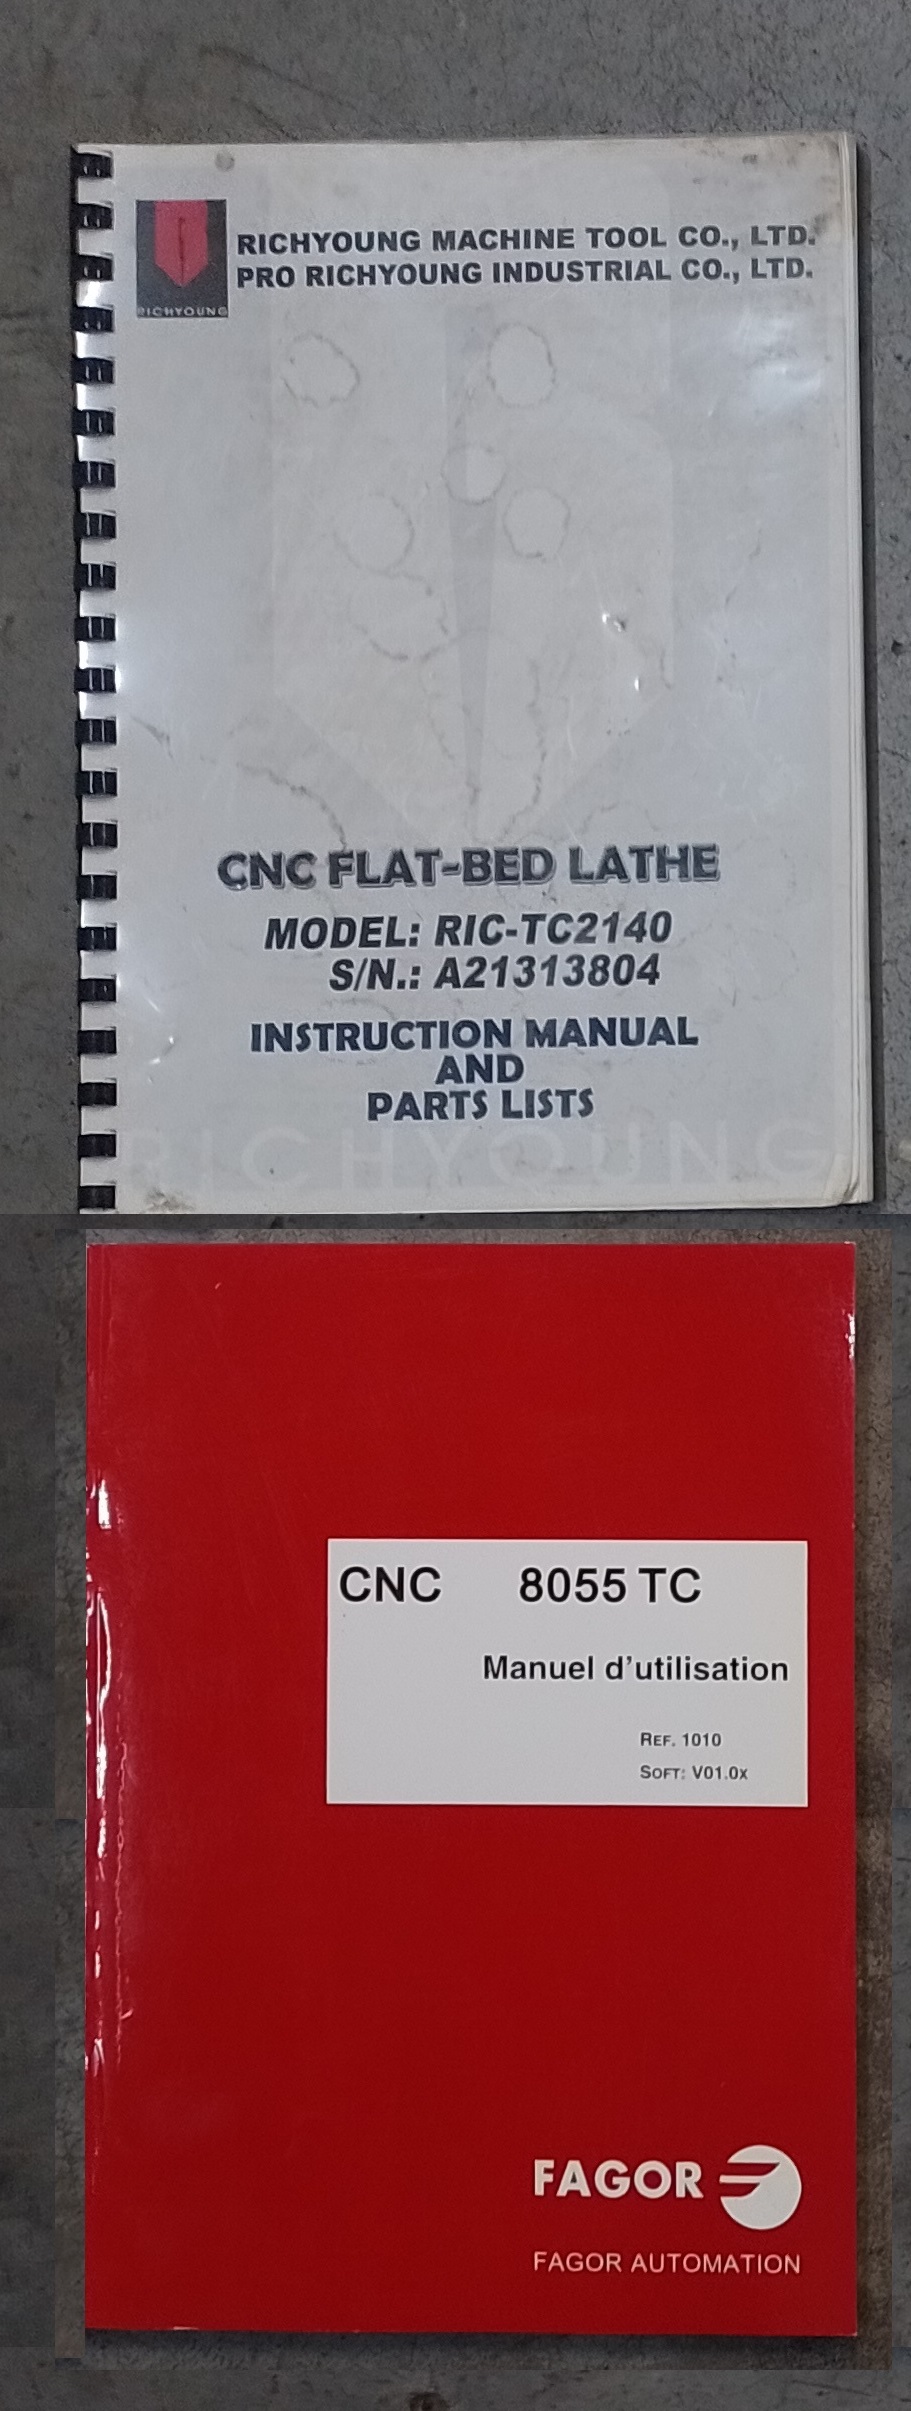 RICHYOUNG MACHINE TOOL CO., LTD.
PRO RICHYOUNG INDUSTRIAL CO., LTD.
RICHYOUNG
CNC FLAT-BED LATHE
MODEL: RIC-TC2140
S/N.: A21313804
INSTRUCTION MANUAL
AND
PARTS LISTS
RICHYOUNG
CNC 8055 TC
Manuel d'utilisation
REF. 1010
SOFT: V01.0x
FAGOR
FAGOR AUTOMATION